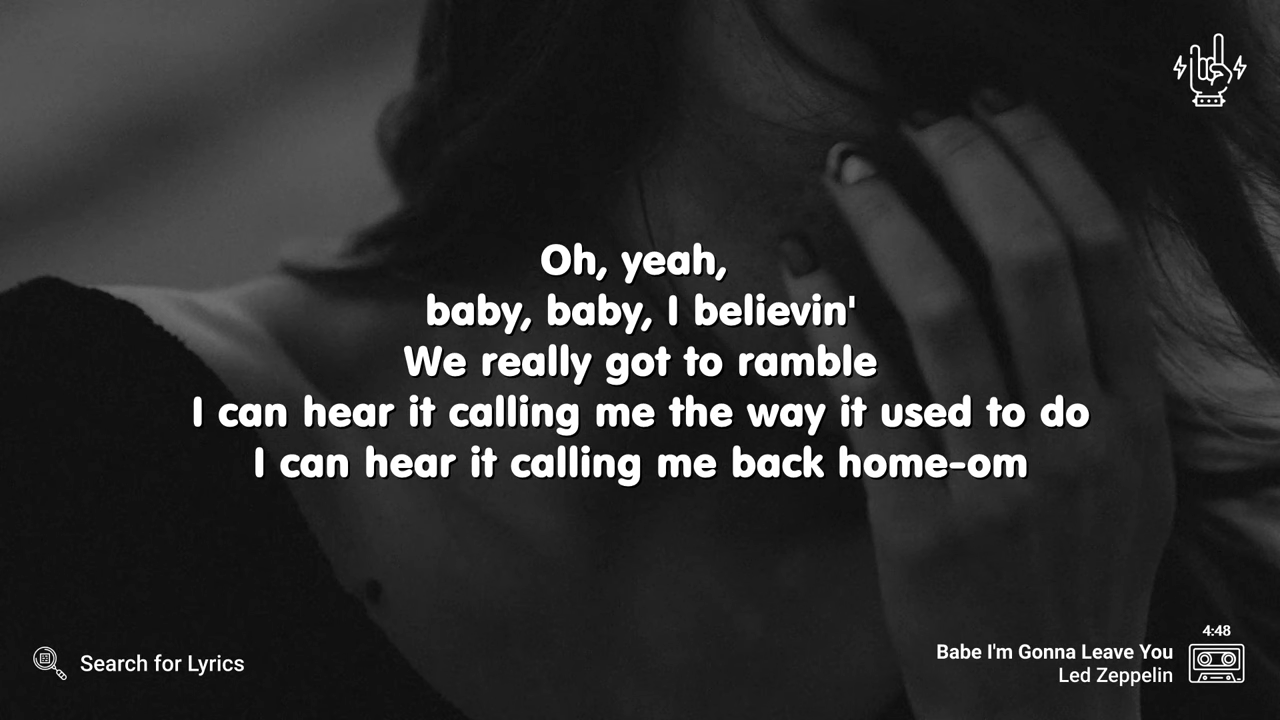 Oh, yeah,
baby, baby, I believin'
We really got to ramble
I can hear it calling me the way it used to do
I can hear it calling me back home-om
Search for Lyrics
4:48
Babe I'm Gonna Leave You
Led Zeppelin